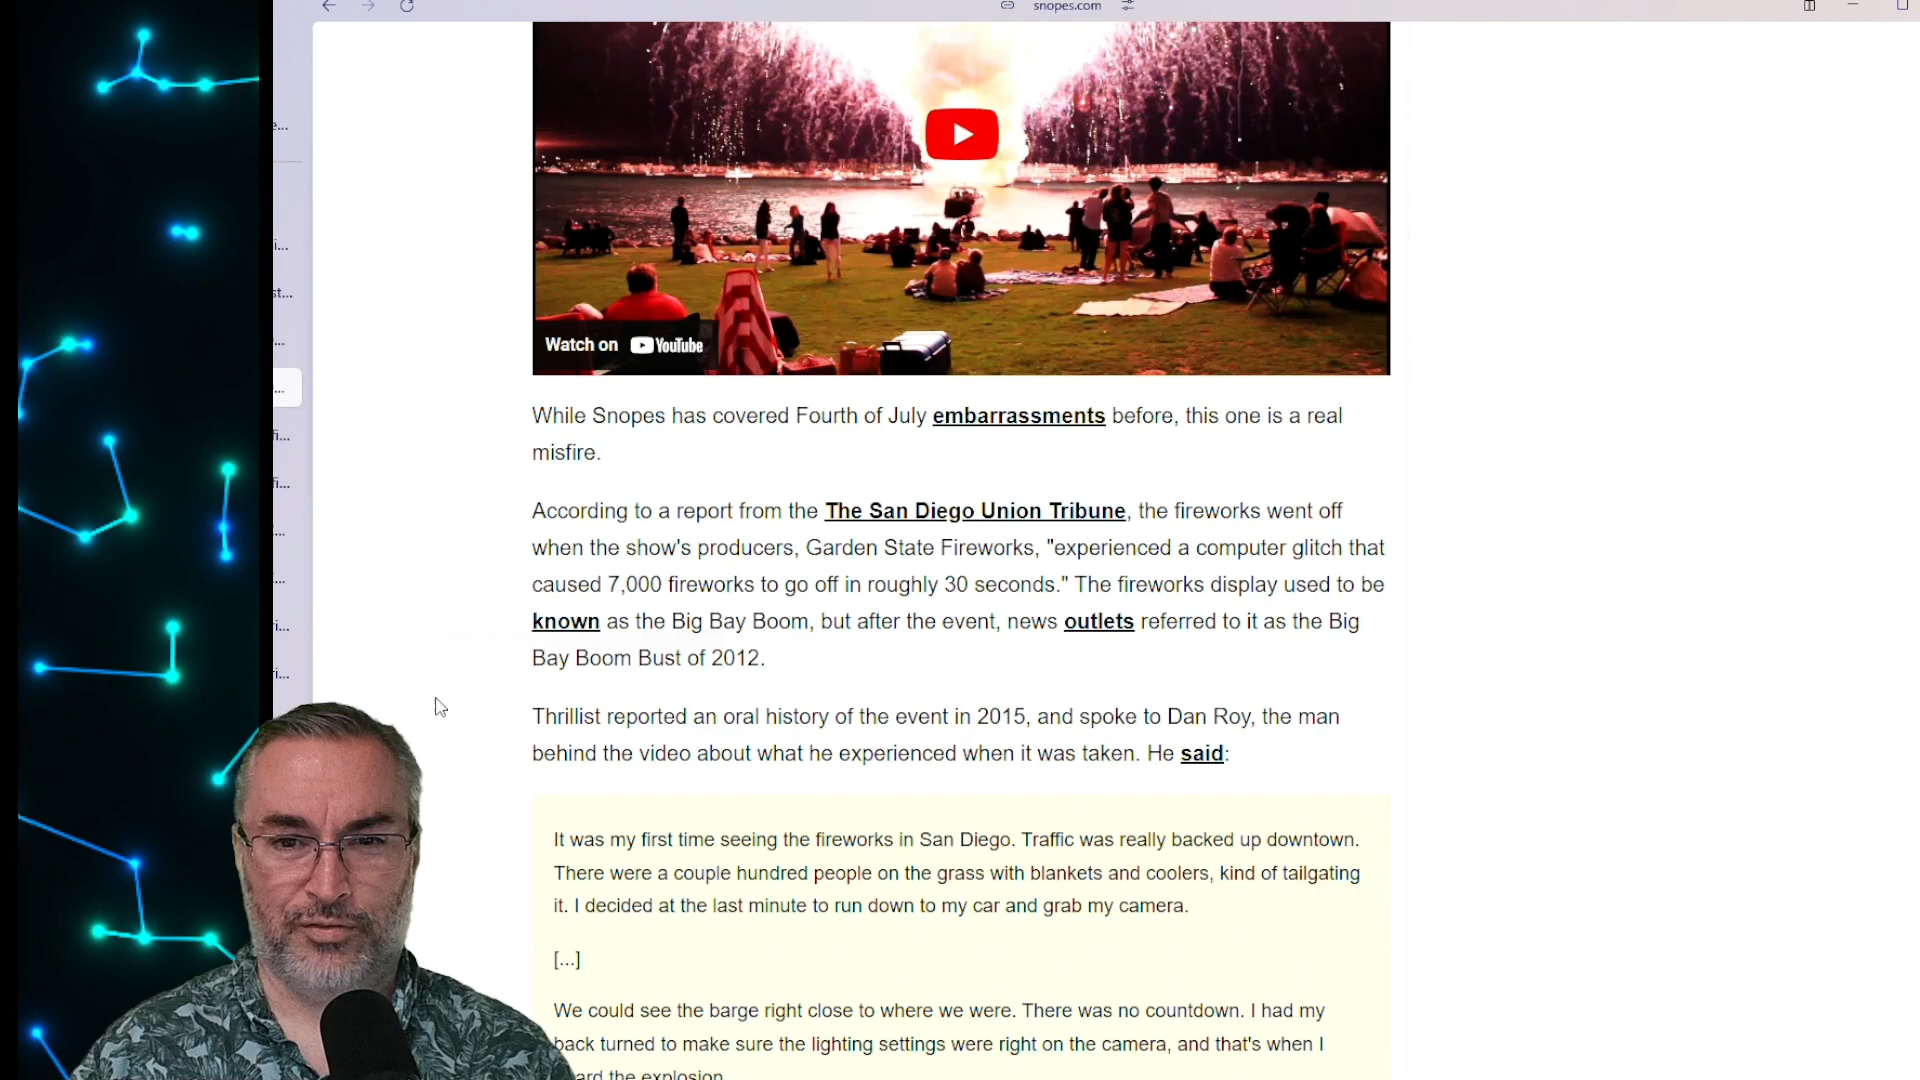 snopes.com
e...
i...
st...
...
...
fi...
fi...
...
...
ri...
ri...
Watch on YouTube
While Snopes has covered Fourth of July embarrassments before, this one is a real
misfire.
According to a report from the The San Diego Union Tribune, the fireworks went off
when the show's producers, Garden State Fireworks, "experienced a computer glitch that
caused 7,000 fireworks to go off in roughly 30 seconds." The fireworks display used to be
known as the Big Bay Boom, but after the event, news outlets referred to it as the Big
Bay Boom Bust of 2012.
Thrillist reported an oral history of the event in 2015, and spoke to Dan Roy, the man
behind the video about what he experienced when it was taken. He said:
It was my first time seeing the fireworks in San Diego. Traffic was really backed up downtown.
There were a couple hundred people on the grass with blankets and coolers, kind of tailgating
it. I decided at the last minute to run down to my car and grab my camera.
[...]
We could see the barge right close to where we were. There was no countdown. I had my
back turned to make sure the lighting settings were right on the camera, and that's when I
the explosion